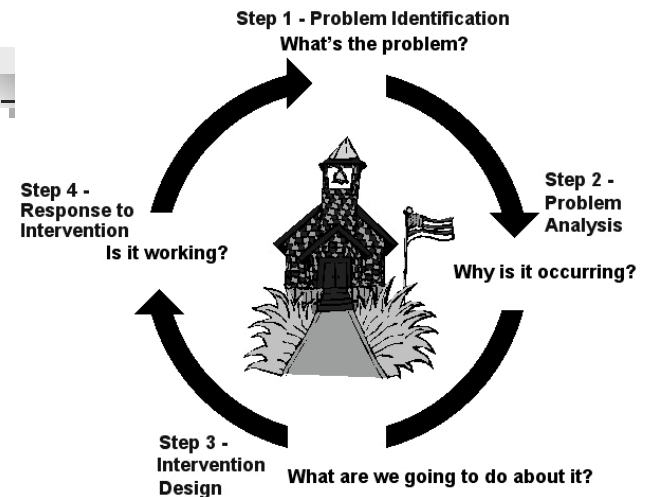 Step 1 - Problem Identification
What's the problem?
Step 2 -
Problem
Analysis
Why is it occurring?
Step 3 -
Intervention
Design
What are we going to do about it?
Step 4 -
Response to
Intervention
Is it working?